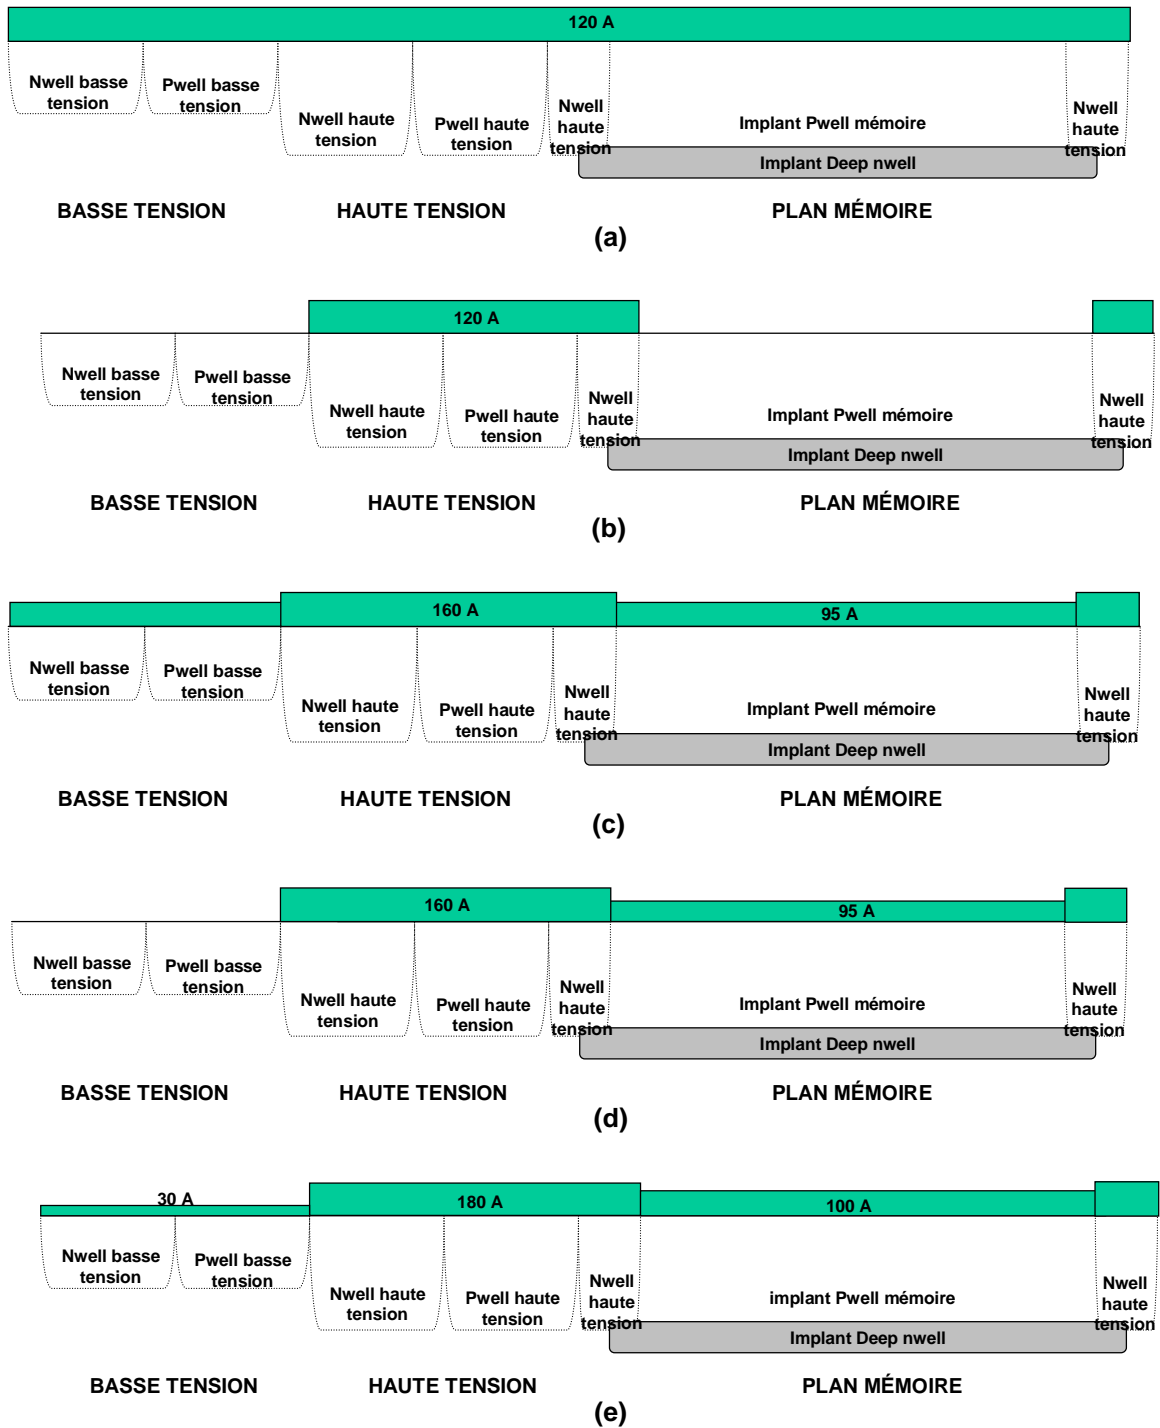 120 A
Nwell basse
tension
Pwell basse
tension
Nwell haute
tension
Pwell haute
tension
Nwell
haute
tension
Implant Pwell mémoire
Implant Deep nwell
Nwell
haute
tension
BASSE TENSION
HAUTE TENSION
PLAN MÉMOIRE
(a)
120 A
Nwell basse
tension
Pwell basse
tension
Nwell haute
tension
Pwell haute
tension
Nwell
haute
tension
Implant Pwell mémoire
Implant Deep nwell
Nwell
haute
tension
BASSE TENSION
HAUTE TENSION
PLAN MÉMOIRE
(b)
160 A
95 A
Nwell basse
tension
Pwell basse
tension
Nwell haute
tension
Pwell haute
tension
Nwell
haute
tension
Implant Pwell mémoire
Implant Deep nwell
Nwell
haute
tension
BASSE TENSION
HAUTE TENSION
PLAN MÉMOIRE
(c)
160 A
95 A
Nwell basse
tension
Pwell basse
tension
Nwell haute
tension
Pwell haute
tension
Nwell
haute
tension
Implant Pwell mémoire
Implant Deep nwell
Nwell
haute
tension
BASSE TENSION
HAUTE TENSION
PLAN MÉMOIRE
(d)
30 A
180 A
100 A
Nwell basse
tension
Pwell basse
tension
Nwell haute
tension
Pwell haute
tension
Nwell
haute
tension
implant Pwell mémoire
Implant Deep nwell
Nwell
haute
tension
BASSE TENSION
HAUTE TENSION
PLAN MÉMOIRE
(e)